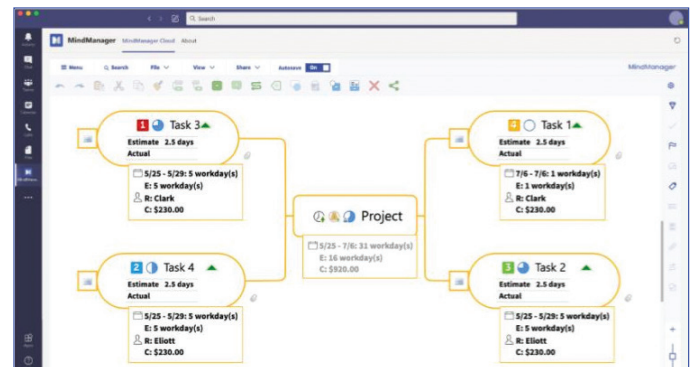 Search
MindManager MindManager Cloud About
Menu Search File View Share Autosave On MindManager
1 Task 3
Estimate 2.5 days
Actual
5/25 - 5/29: 5 workday(s)
E: 5 workday(s)
R: Clark
C: $230.00
4 Task 1
Estimate 2.5 days
Actual
7/6 - 7/6: 1 workday(s)
E: 1 workday(s)
R: Clark
C: $230.00
Project
5/25 - 7/6: 31 workday(s)
E: 16 workday(s)
C: $920.00
2 Task 4
Estimate 2.5 days
Actual
5/25 - 5/29: 5 workday(s)
E: 5 workday(s)
R: Eliott
C: $230.00
3 Task 2
Estimate 2.5 days
Actual
5/25 - 5/29: 5 workday(s)
E: 5 workday(s)
R: Eliott
C: $230.00